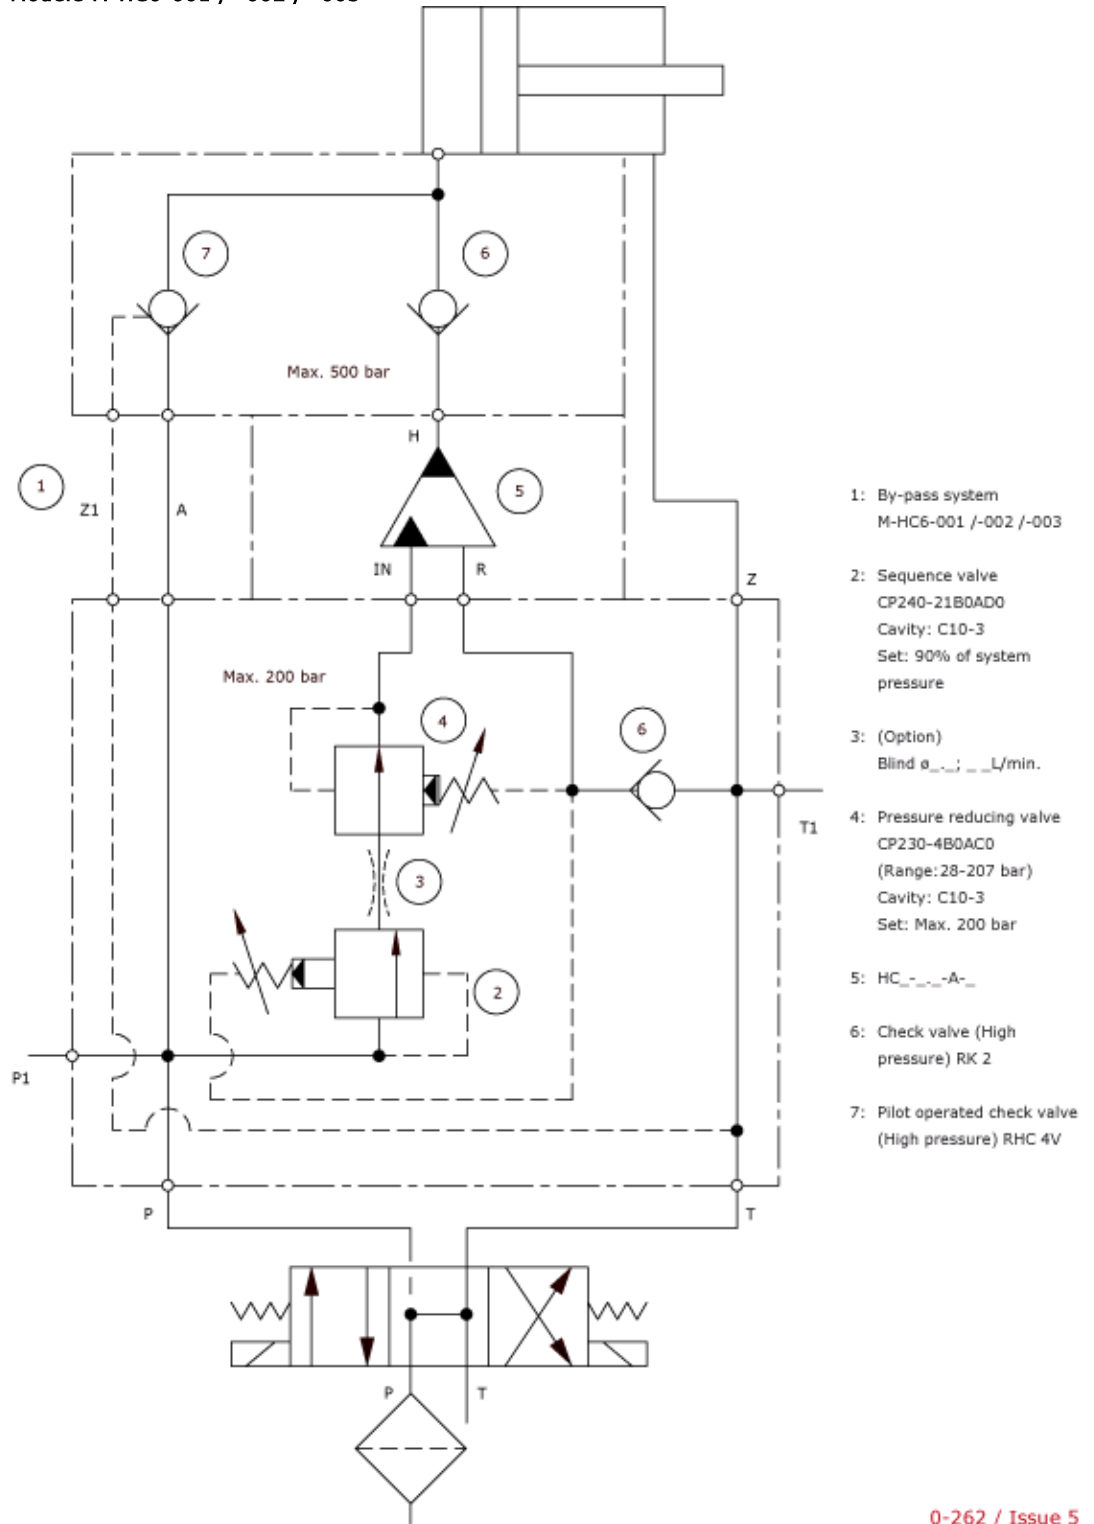 7
6
Max. 500 bar
H
1
5
Z1
A
IN
R
Z
Max. 200 bar
4
6
T1
3
2
P1
P
T
P
T
1: By-pass system
M-HC6-001 /-002 /-003
2: Sequence valve
CP240-21B0AD0
Cavity: C10-3
Set: 90% of system
pressure
3: (Option)
Blind ø_._; _ _L/min.
4: Pressure reducing valve
CP230-4B0AC0
(Range:28-207 bar)
Cavity: C10-3
Set: Max. 200 bar
5: HC_-_._-A-_
6: Check valve (High
pressure) RK 2
7: Pilot operated check valve
(High pressure) RHC 4V
0-262 / Issue 5